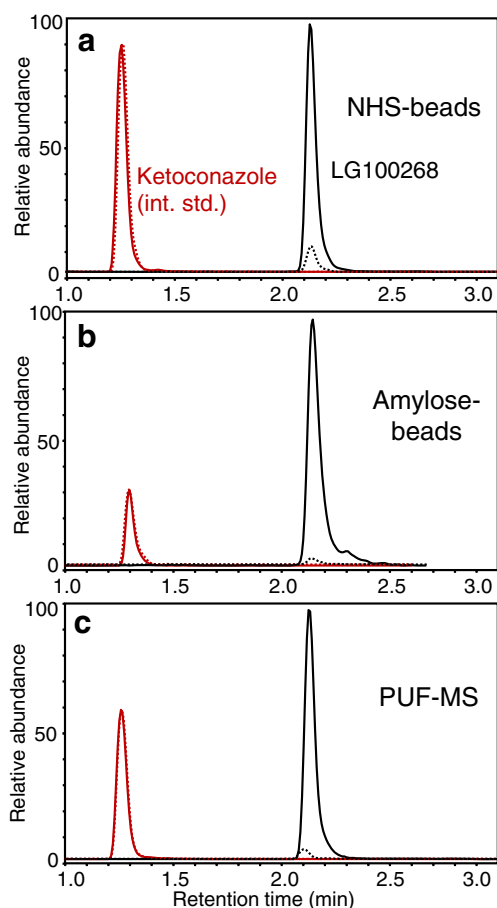 a
100
50
0
Relative abundance
NHS-beads
LG100268
Ketoconazole
(int. std.)
1.0 1.5 2.0 2.5 3.0
b
100
50
0
Relative abundance
Amylose-
beads
1.0 1.5 2.0 2.5 3.0
c
100
50
0
Relative abundance
PUF-MS
1.0 1.5 2.0 2.5 3.0
Retention time (min)